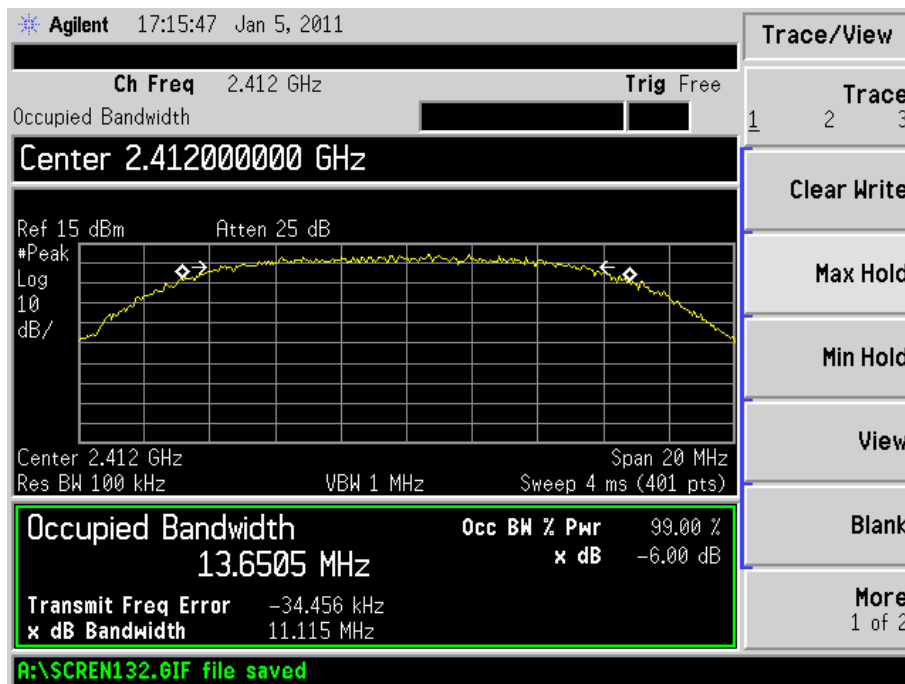 Agilent 17:15:47 Jan 5, 2011
Trace/View
Ch Freq 2.412 GHz Trig Free
Occupied Bandwidth
Trace
1 2 3
Center 2.412000000 GHz
Clear Write
Ref 15 dBm Atten 25 dB
#Peak
Log
10
dB/
Max Hold
Min Hold
View
Center 2.412 GHz Span 20 MHz
Res BW 100 kHz VBW 1 MHz Sweep 4 ms (401 pts)
Blank
Occupied Bandwidth Occ BW % Pwr 99.00 %
13.6505 MHz x dB -6.00 dB
Transmit Freq Error -34.456 kHz
x dB Bandwidth 11.115 MHz
More
1 of 2
A:\SCREN132.GIF file saved